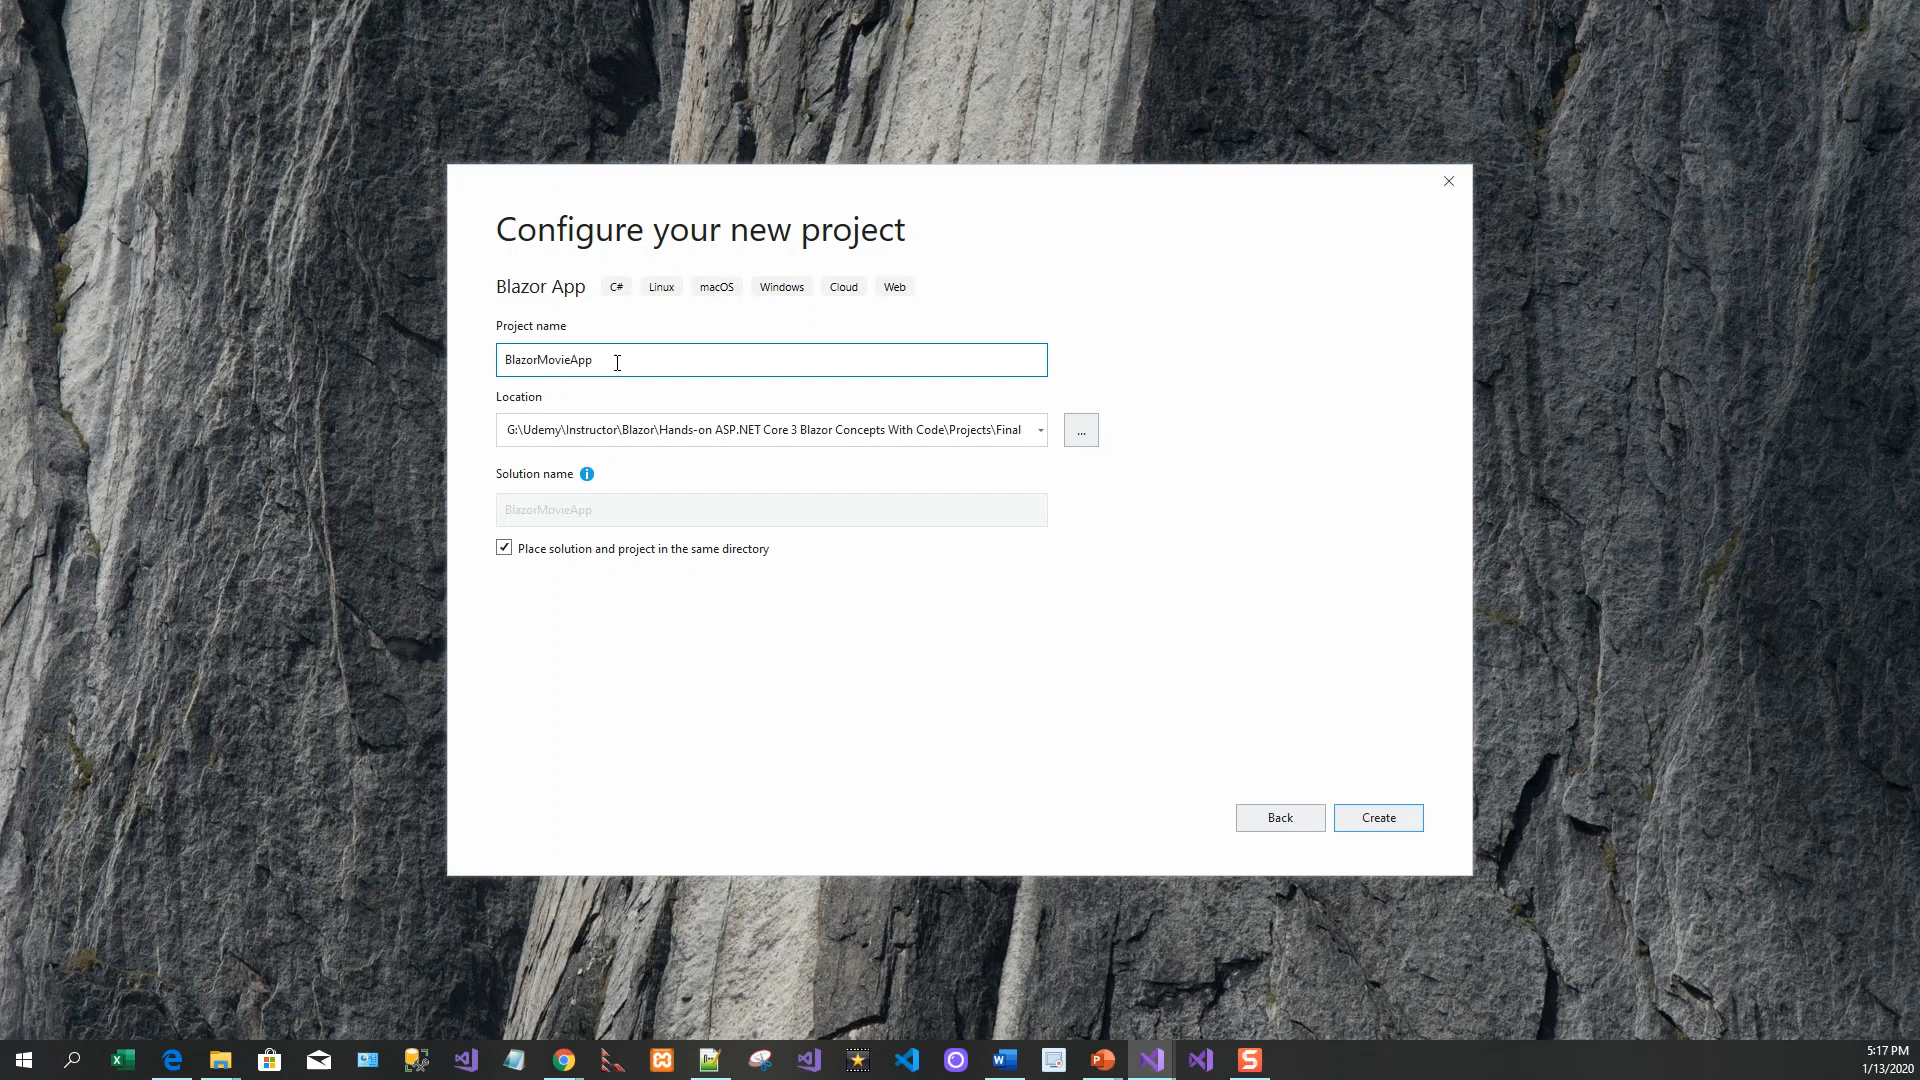 Configure your new project
Blazor App C# Linux macOS Windows Cloud Web
Project name
BlazorMovieApp
Location
G:\Udemy\Instructor\Blazor\Hands-on ASP.NET Core 3 Blazor Concepts With Code\Projects\Final
...
Solution name
BlazorMovieApp
Place solution and project in the same directory
Back Create
5:17 PM
1/13/2020